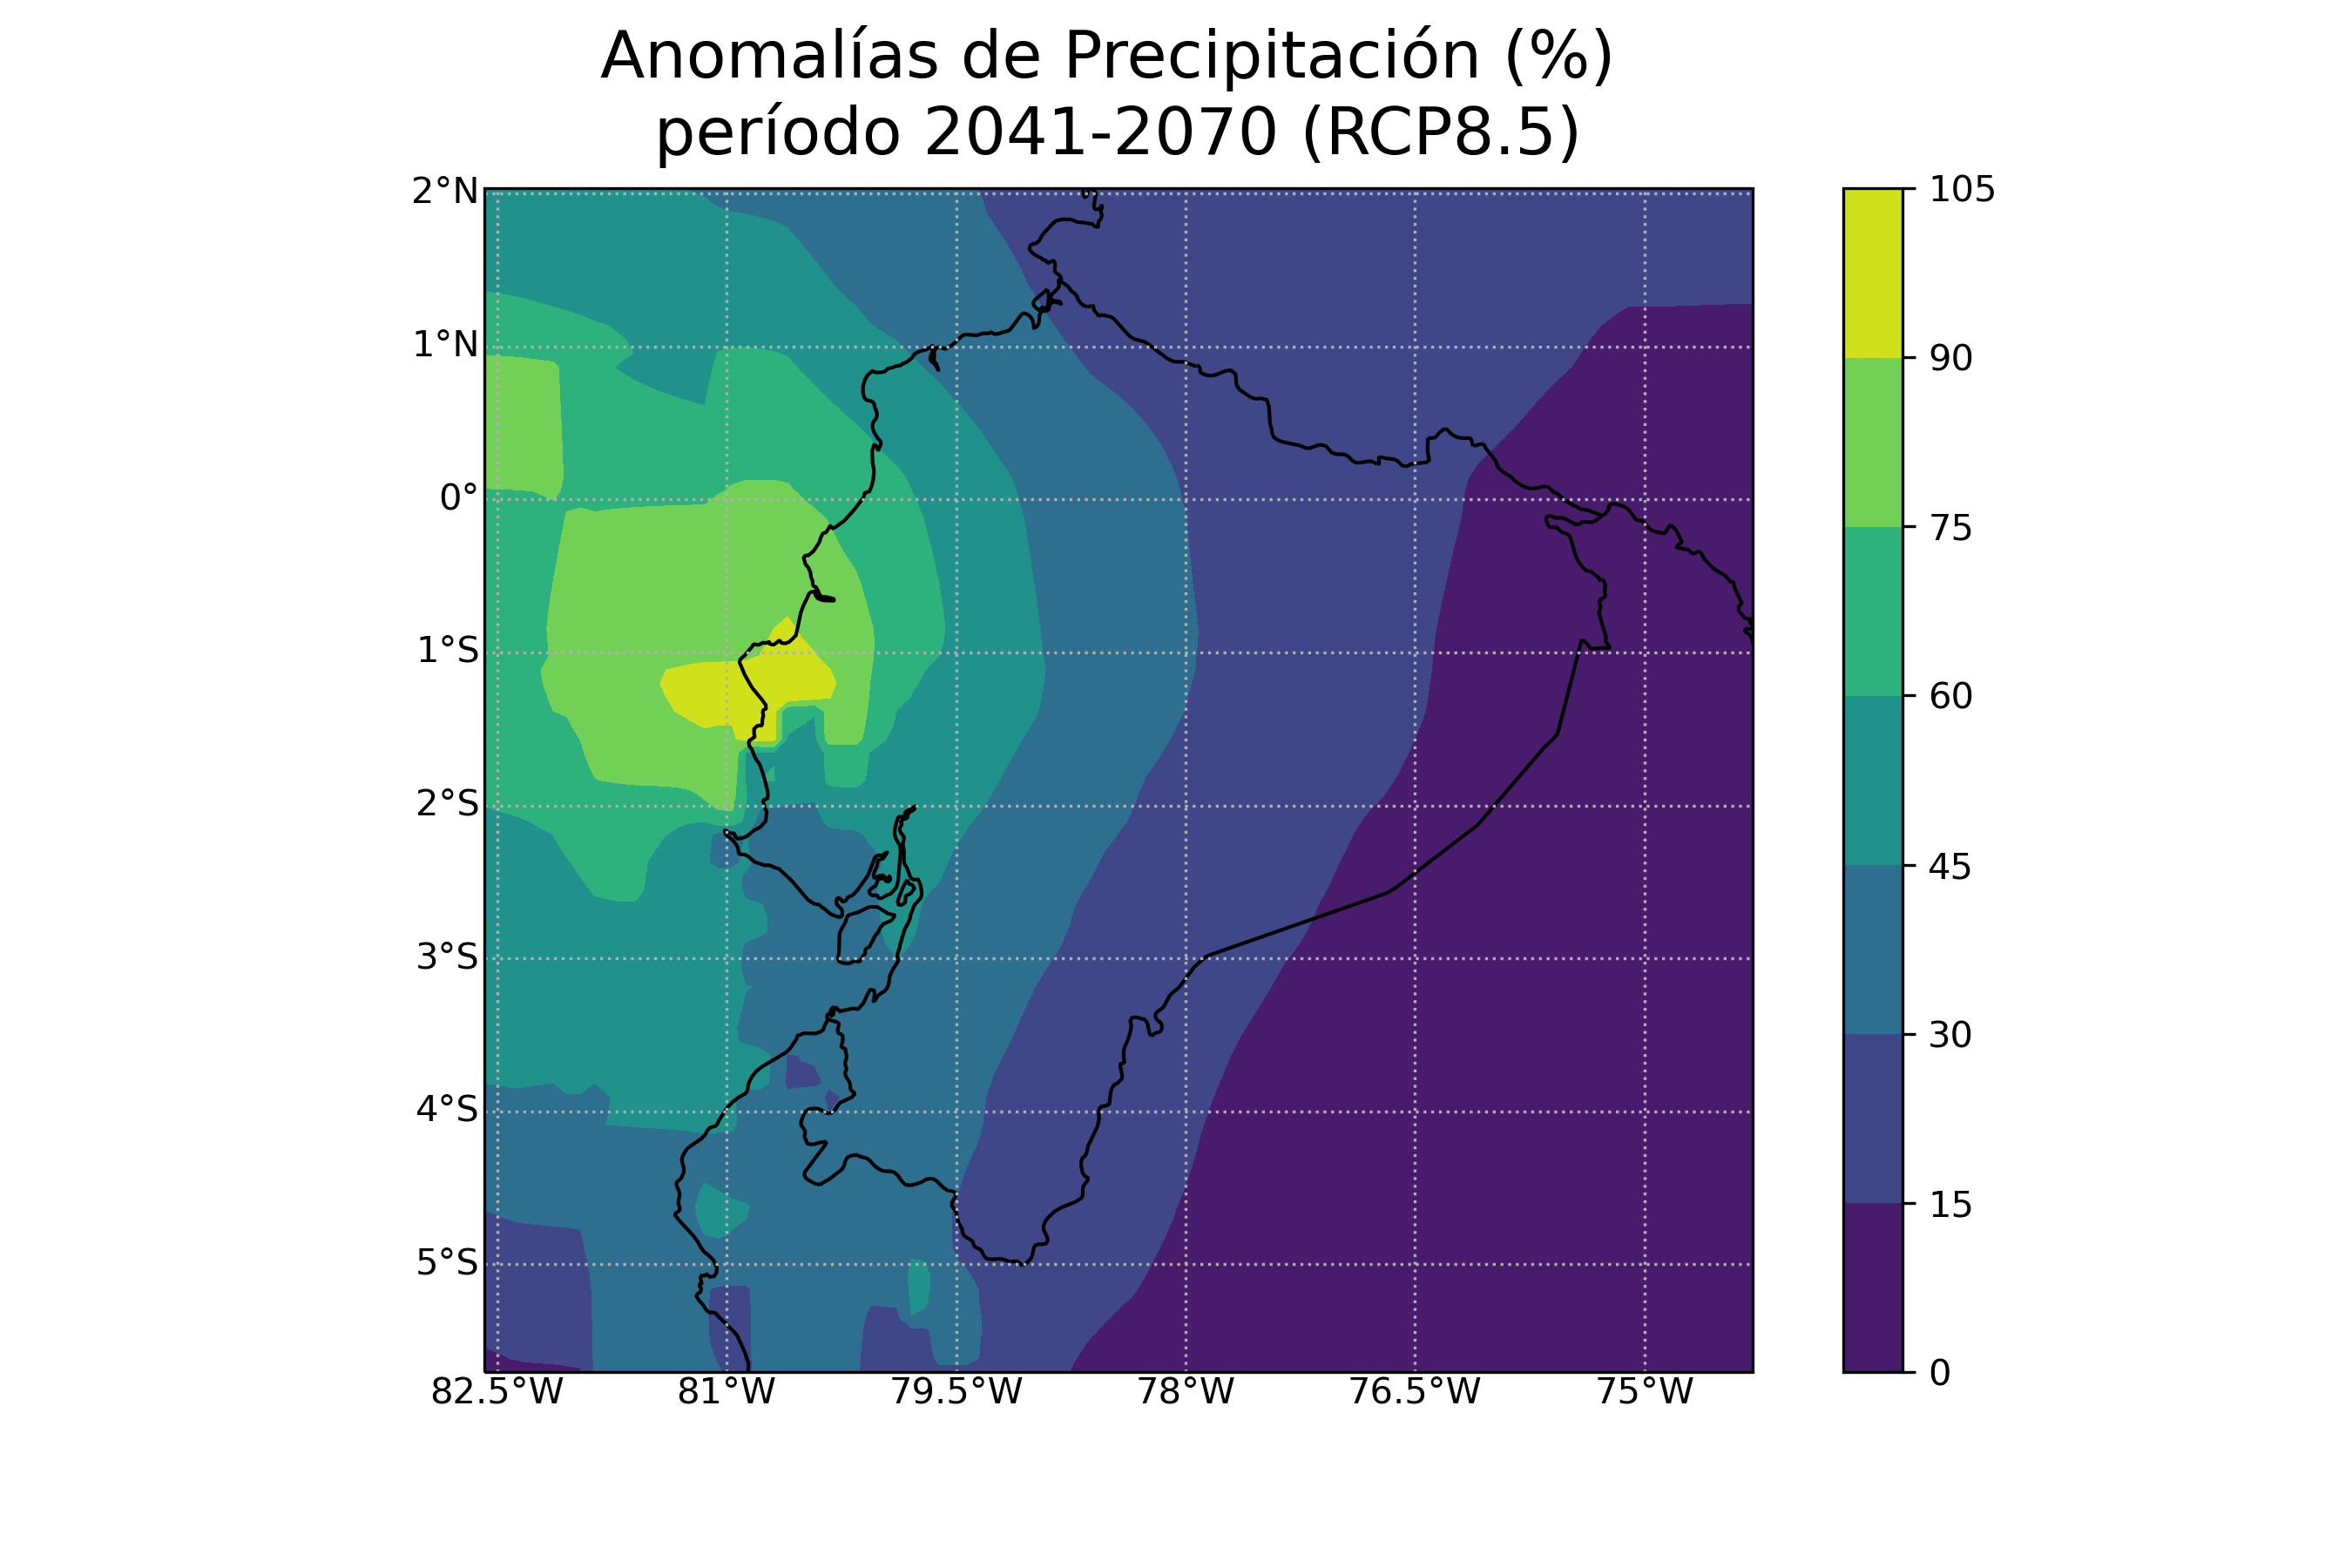 Anomalías de Precipitación (%)
período 2041-2070 (RCP8.5)
2°N
1°N
0°
1°S
2°S
3°S
4°S
5°S
82.5°W
81°W
79.5°W
78°W
76.5°W
75°W
105
90
75
60
45
30
15
0